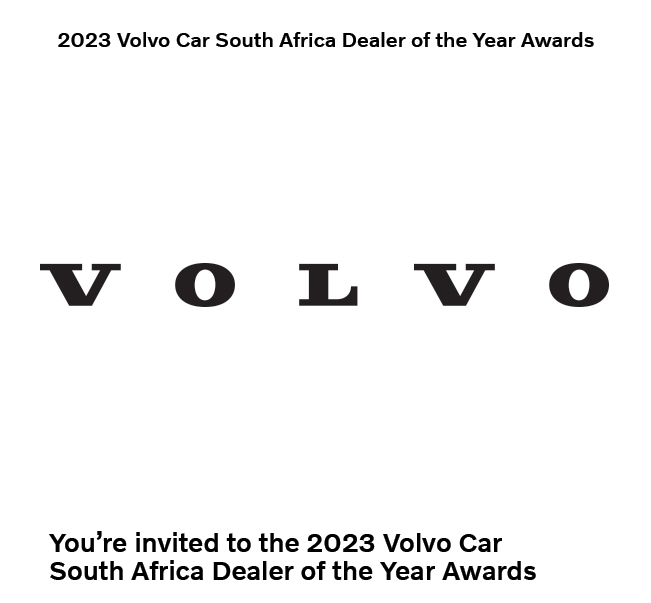 2023 Volvo Car South Africa Dealer of the Year Awards
VOLVO
You’re invited to the 2023 Volvo Car
South Africa Dealer of the Year Awards